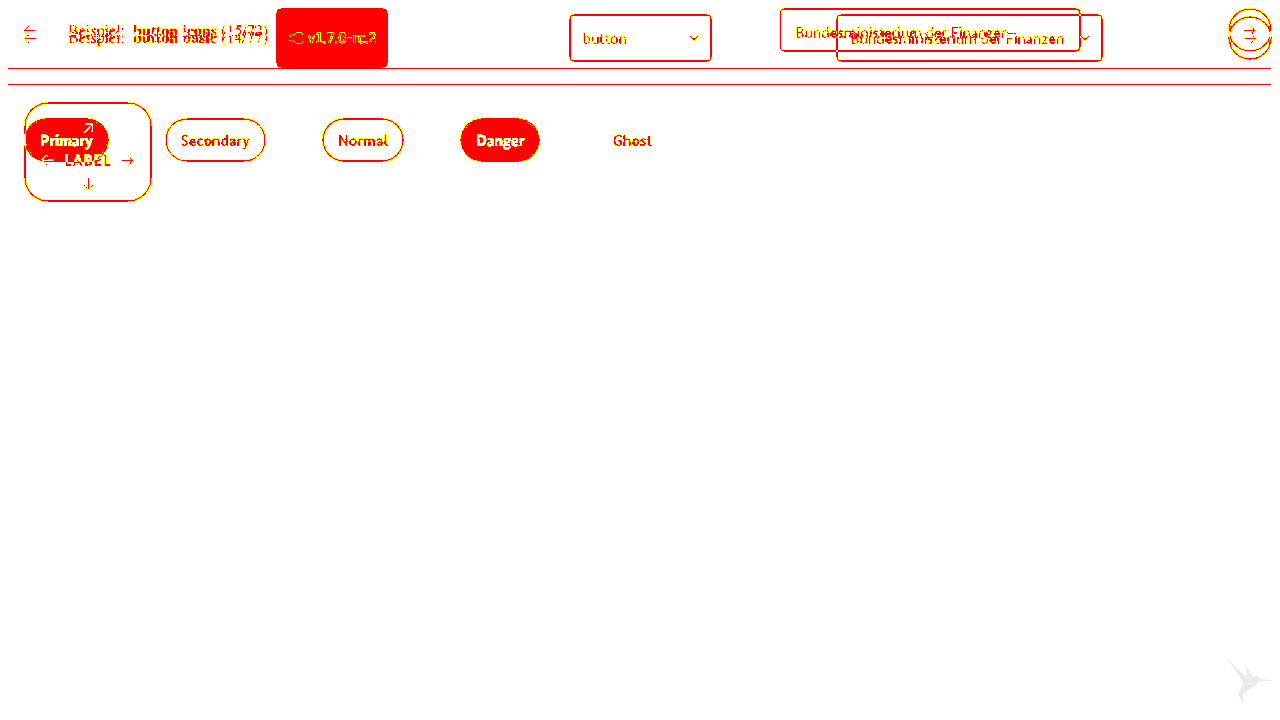 Beispiel: button icons (15/72)
Beispiel: button basic (14/77)
v1.7.0-rc.2
button
Bundesministerium der Finanzen
Bundesministerium der Finanzen
Primary
Secondary
Normal
Danger
Ghost
LABEL